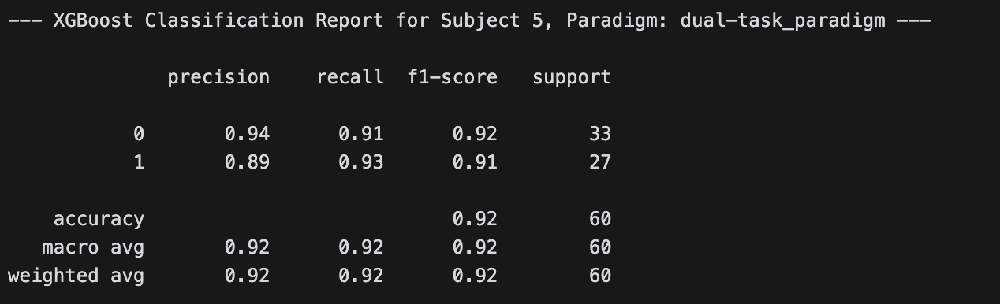 --- XGBoost Classification Report for Subject 5, Paradigm: dual-task_paradigm ---
precision recall f1-score support
0 0.94 0.91 0.92 33
1 0.89 0.93 0.91 27
accuracy 0.92 60
macro avg 0.92 0.92 0.92 60
weighted avg 0.92 0.92 0.92 60